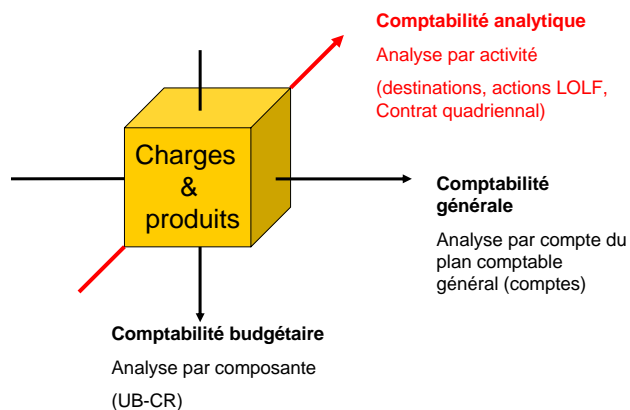 Comptabilité analytique
Analyse par activité
(destinations, actions LOLF,
Contrat quadriennal)
Charges
&
produits
Comptabilité
générale
Analyse par compte du
plan comptable
général (comptes)
Comptabilité budgétaire
Analyse par composante
(UB-CR)